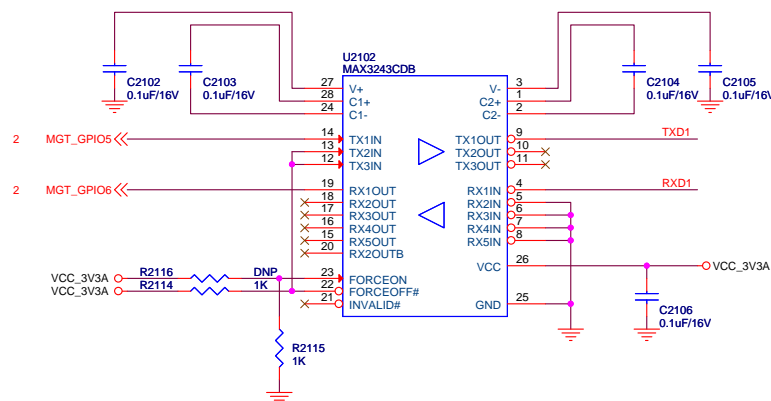 U2102
MAX3243CDB
C2102
0.1uF/16V
C2103
0.1uF/16V
C2104
0.1uF/16V
C2105
0.1uF/16V
27 V+ V- 3
28 C1+ C2+ 1
24 C1- C2- 2
2 MGT_GPIO5 14 TX1IN TX1OUT 9 TXD1
13 TX2IN TX2OUT 10
12 TX3IN TX3OUT 11
2 MGT_GPIO6 19 RX1OUT RX1IN 4 RXD1
18 RX2OUT RX2IN 5
17 RX3OUT RX3IN 6
16 RX4OUT RX4IN 7
15 RX5OUT RX5IN 8
20 RX2OUTB
VCC 26 VCC_3V3A
VCC_3V3A R2116 DNP 23 FORCEON
VCC_3V3A R2114 1K 22 FORCEOFF#
21 INVALID# GND 25
C2106
0.1uF/16V
R2115
1K